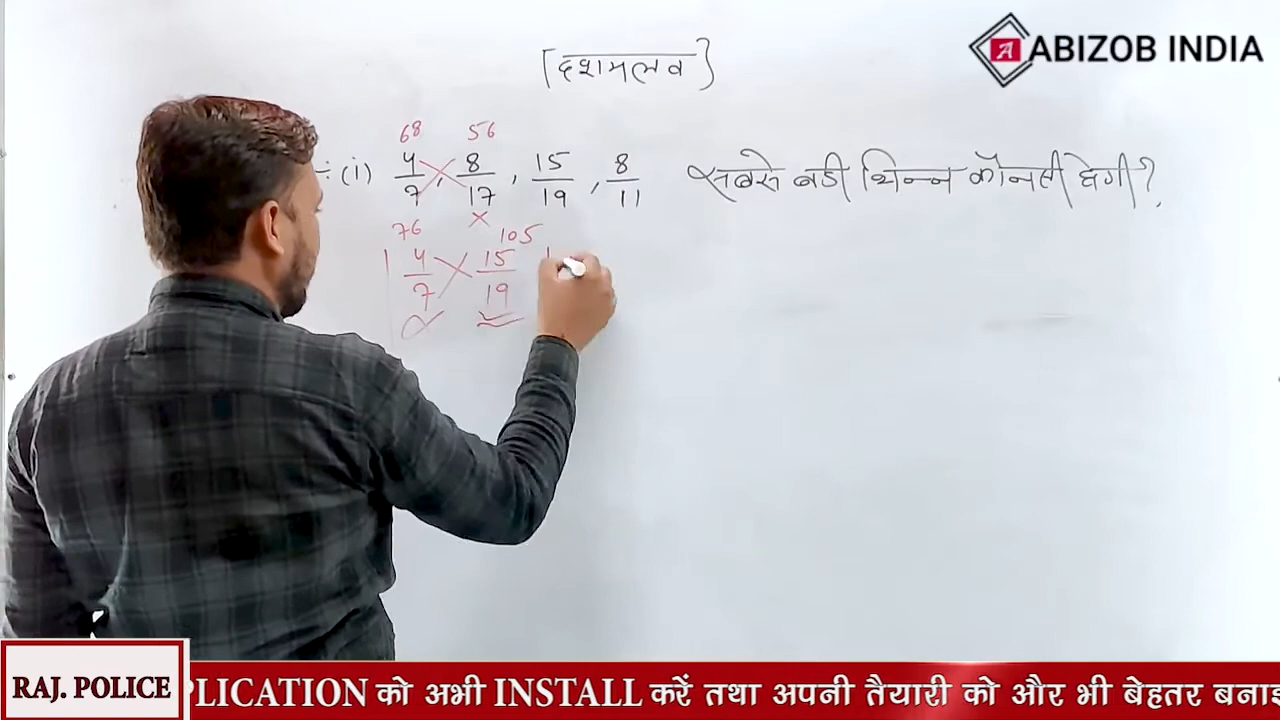 ABIZOB INDIA
[दशमलव}
68 56
÷ (i) 4/7, 8/17, 15/19, 8/11 सबसे बडी भिन्न कौनसी होगी?
×
76 105
4/7 15/19
RAJ. POLICE
PLICATION को अभी INSTALL करें तथा अपनी तैयारी को और भी बेहतर बनाइ